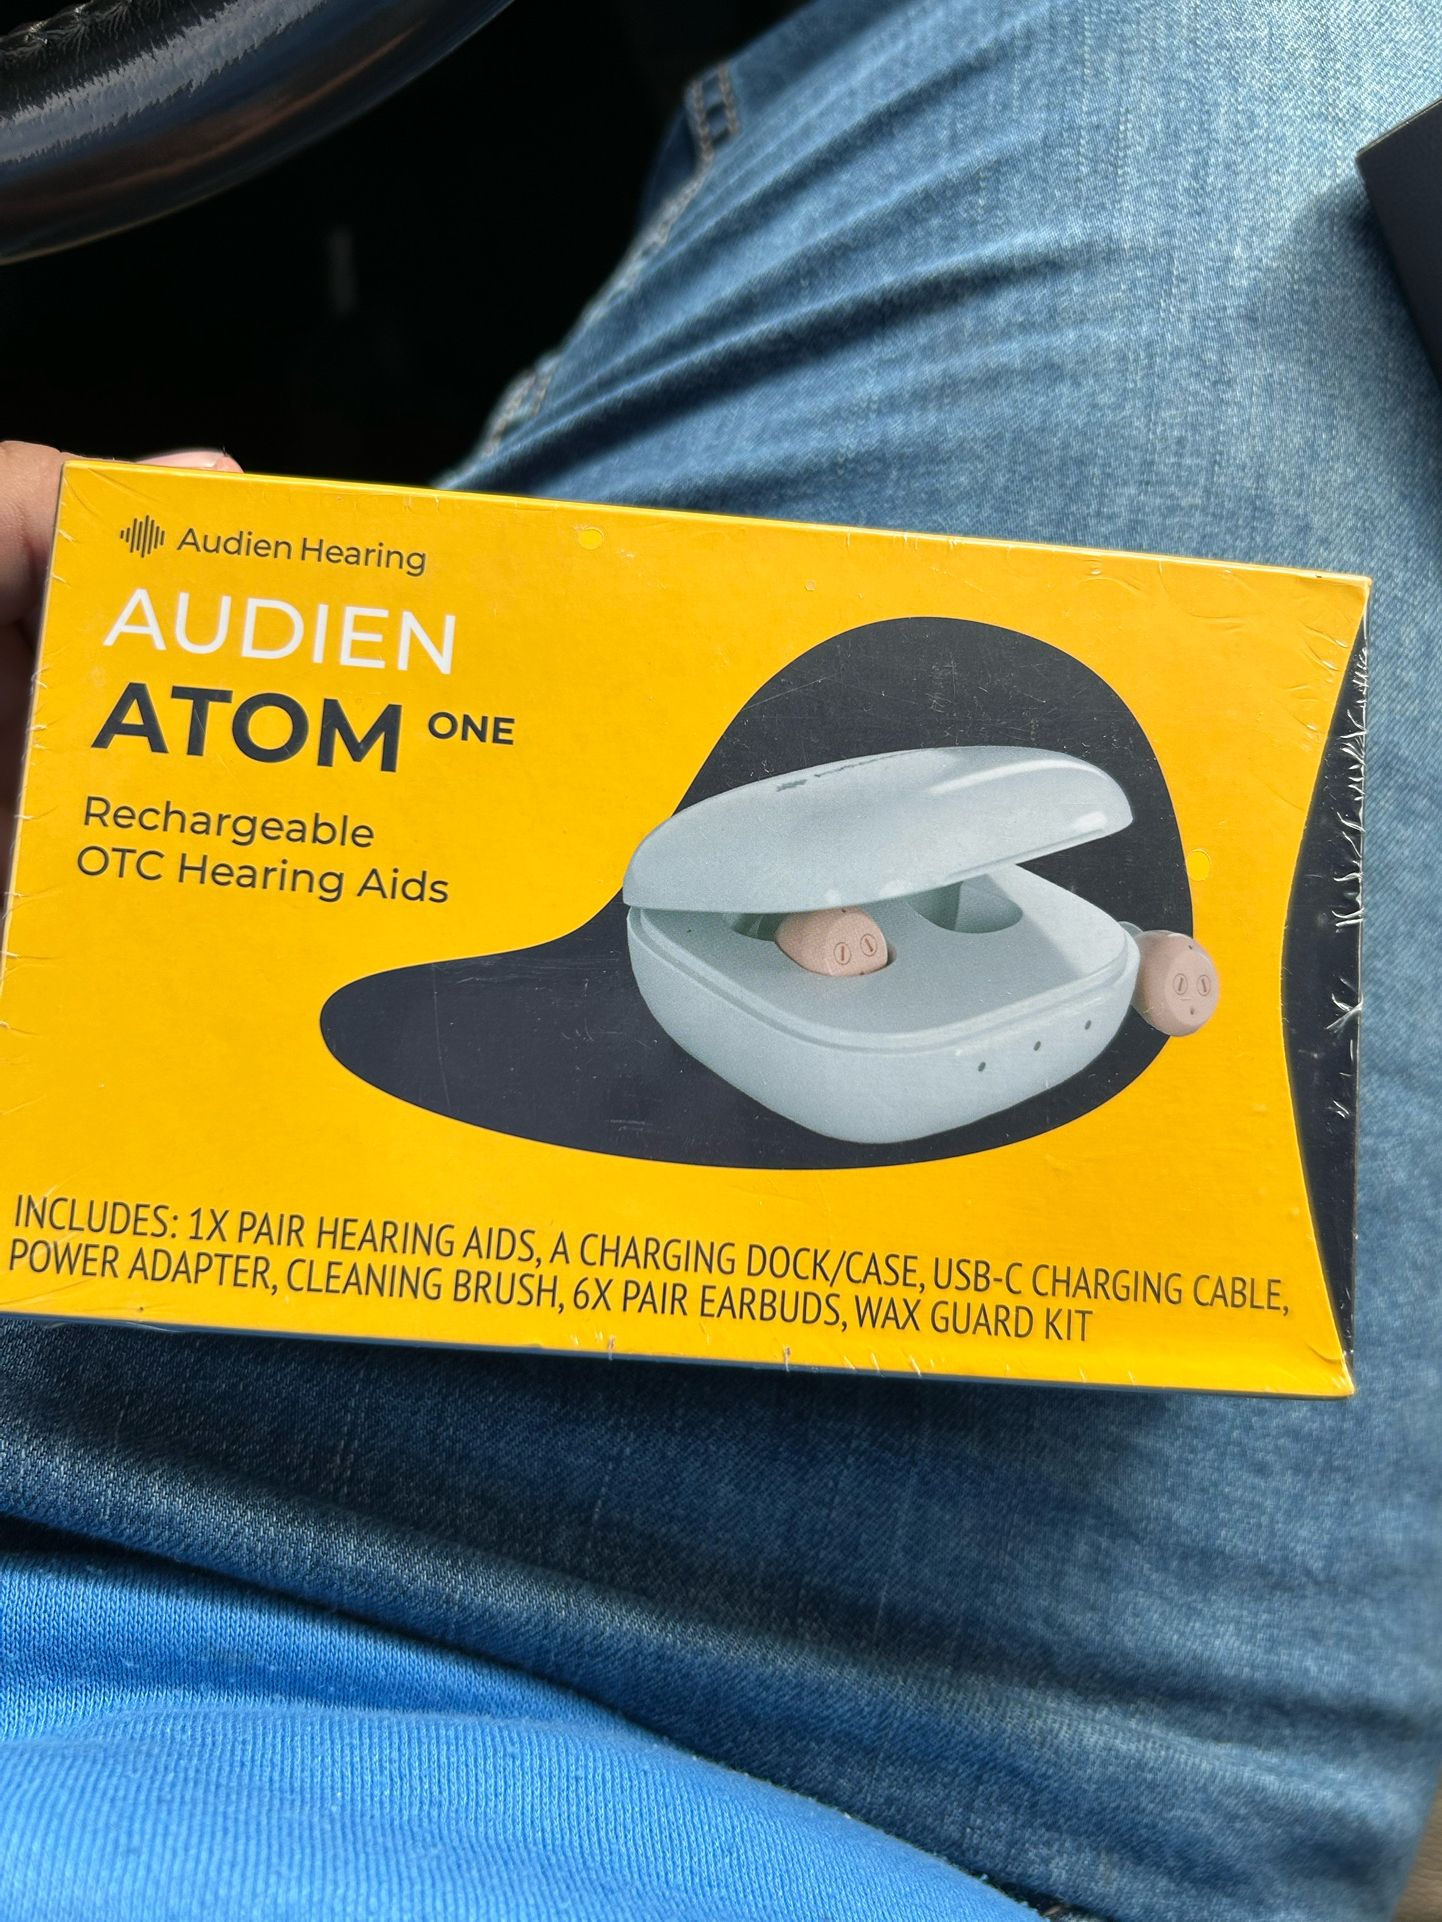 Audien Hearing
AUDIEN
ATOM ONE
Rechargeable
OTC Hearing Aids
INCLUDES: 1X PAIR HEARING AIDS, A CHARGING DOCK/CASE, USB-C CHARGING CABLE,
POWER ADAPTER, CLEANING BRUSH, 6X PAIR EARBUDS, WAX GUARD KIT